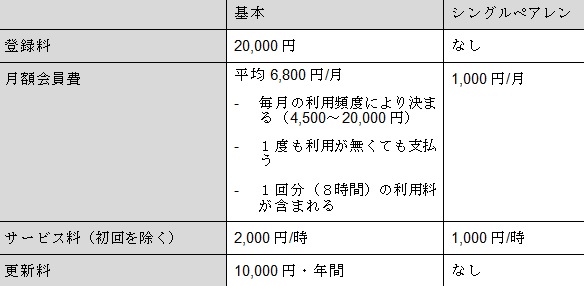 基本
シングルペアレン
登録料
20,000 円
なし
月額会員費
平均 6,800 円/月
1,000 円/月
- 毎月の利用頻度により決ま
る（4,500～20,000 円）
- １度も利用が無くても支払
う
- １回分（８時間）の利用料
が含まれる
サービス料（初回を除く）
2,000 円/時
1,000 円/時
更新料
10,000 円・年間
なし